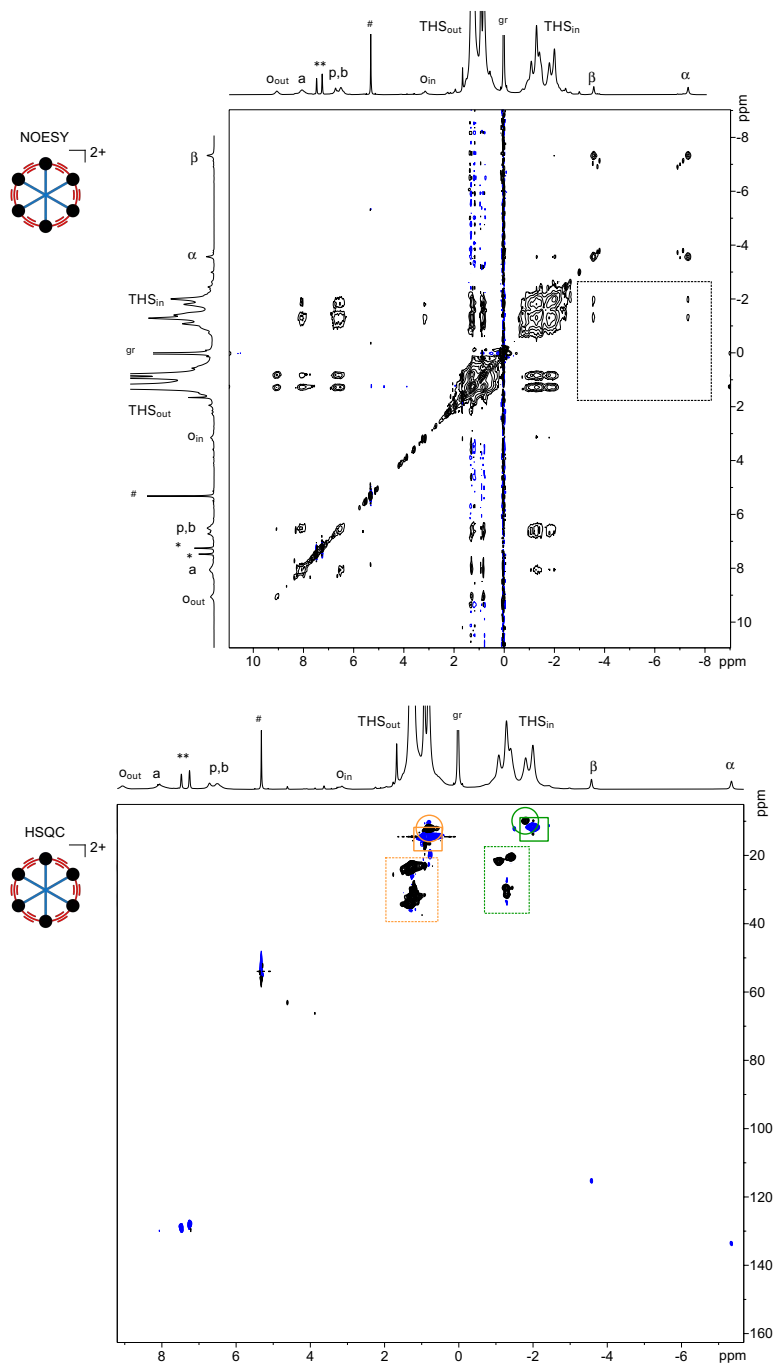 # THS_out gr THS_in
o_out a ** p,b o_in β α
NOESY
2+
β
α
THS_in
gr
THS_out
o_in
#
p,b
*
*
a
o_out
ppm
-8
-6
-4
-2
0
2
4
6
8
10
10 8 6 4 2 0 -2 -4 -6 -8 ppm
# THS_out gr THS_in
o_out a ** p,b o_in β α
HSQC
2+
ppm
20
40
60
80
100
120
140
160
8 6 4 2 0 -2 -4 -6 ppm